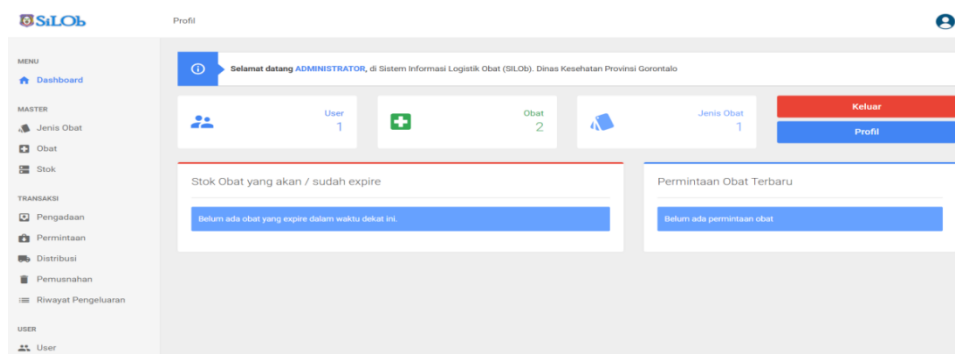 SiLOb
Profil
MENU
Dashboard
MASTER
Jenis Obat
Obat
Stok
TRANSAKSI
Pengadaan
Permintaan
Distribusi
Pemusnahan
Riwayat Pengeluaran
USER
User
Selamat datang ADMINISTRATOR, di Sistem Informasi Logistik Obat (SILOb). Dinas Kesehatan Provinsi Gorontalo
User
1
Obat
2
Jenis Obat
1
Keluar
Profil
Stok Obat yang akan / sudah expire
Belum ada obat yang expire dalam waktu dekat ini.
Permintaan Obat Terbaru
Belum ada permintaan obat